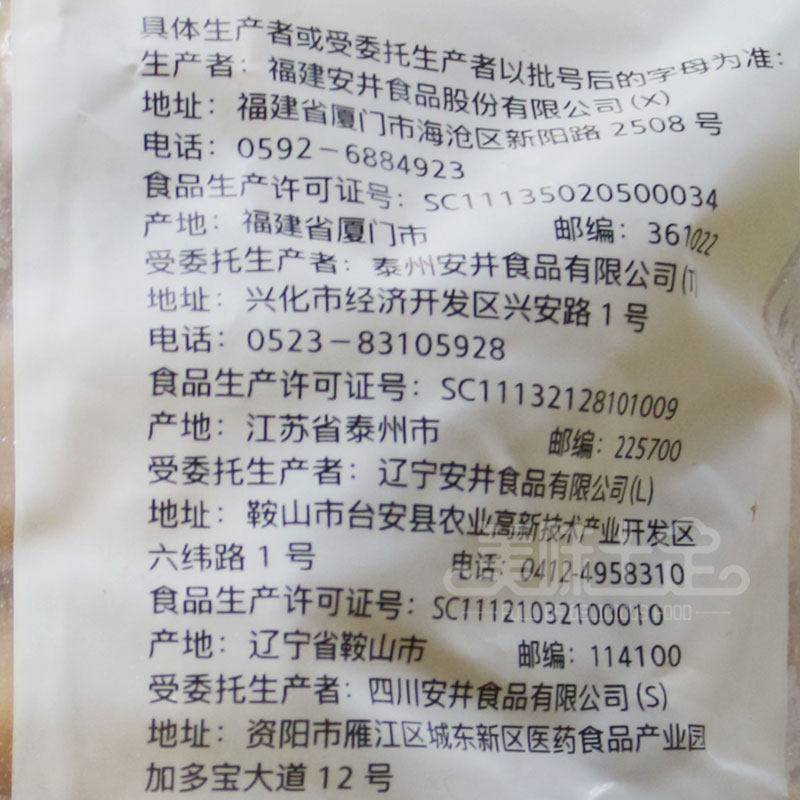 具体生产者或受委托生产者以批号后的字母为准：
生产者：福建安井食品股份有限公司(X)
地址：福建省厦门市海沧区新阳路 2508 号
电话：0592－6884923
食品生产许可证号：SC11135020500034
产地：福建省厦门市 邮编：361022
受委托生产者：泰州安井食品有限公司(T)
地址：兴化市经济开发区兴安路 1 号
电话：0523－83105928
食品生产许可证号：SC11132128101009
产地：江苏省泰州市 邮编：225700
受委托生产者：辽宁安井食品有限公司(L)
地址：鞍山市台安县农业高新技术产业开发区
六纬路 1 号 电话：0412-4958310
食品生产许可证号：SC11121032100010
产地：辽宁省鞍山市 邮编：114100
受委托生产者：四川安井食品有限公司(S)
地址：资阳市雁江区城东新区医药食品产业园
加多宝大道 12 号